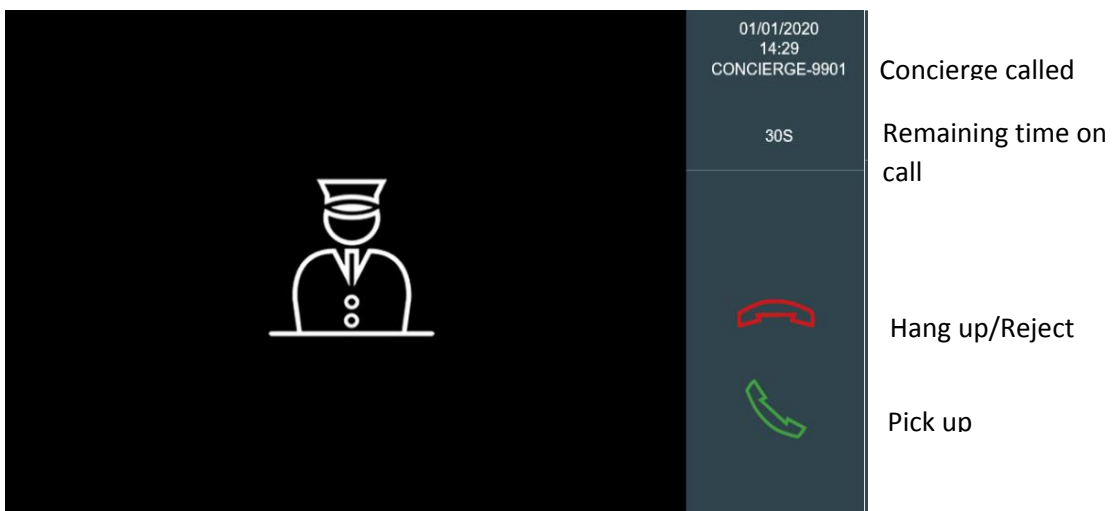 01/01/2020
14:29
CONCIERGE-9901
Concierge called
30S
Remaining time on
call
Hang up/Reject
Pick up